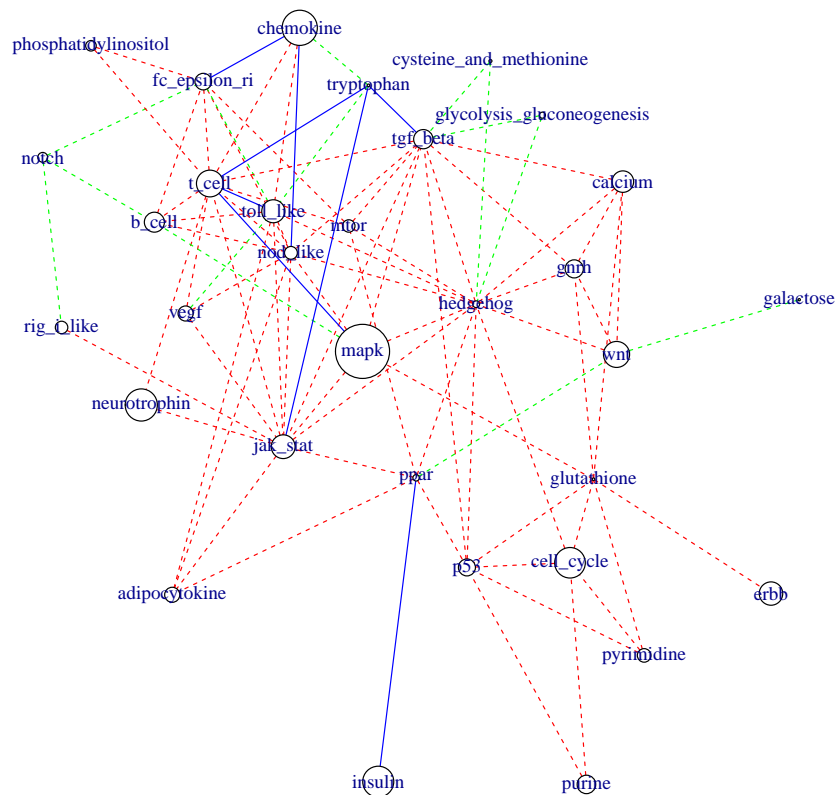 chemokine
phosphatidylinositol
cysteine_and_methionine
fc_epsilon_ri
tryptophan
glycolysis_gluconeogenesis
tgf_beta
notch
t_cell
calcium
toll_like
b_cell
mtor
nod_like
gnrh
hedgehog
galactose
vegf
rig_i_like
mapk
wnt
neurotrophin
jak_stat
ppar
glutathione
p53
cell_cycle
adipocytokine
erbb
pyrimidine
insulin
purine